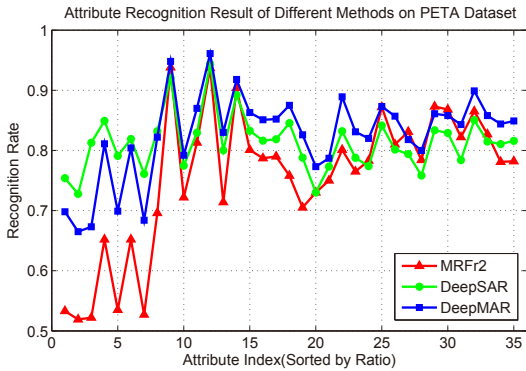 Attribute Recognition Result of Different Methods on PETA Dataset
1
0.9
0.8
0.7
0.6
0.5
Recognition Rate
MRFr2
DeepSAR
DeepMAR
0 5 10 15 20 25 30 35
Attribute Index(Sorted by Ratio)